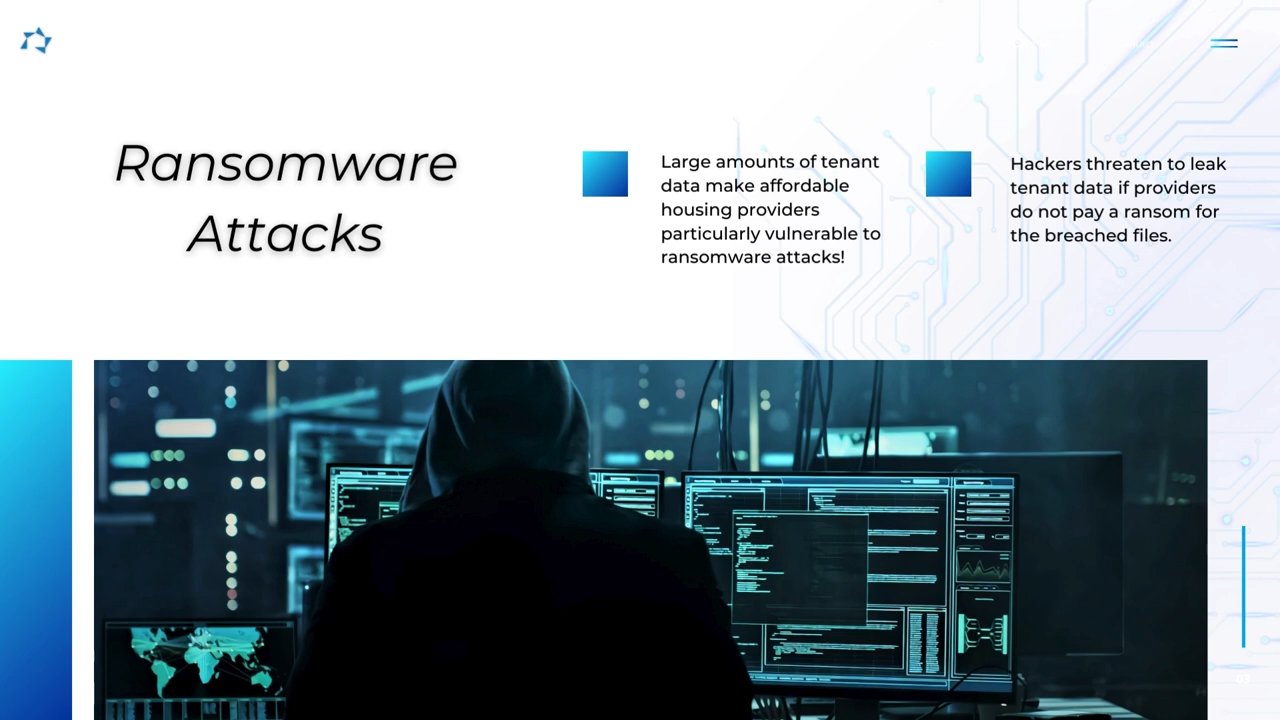 Ransomware
Attacks
Large amounts of tenant
data make affordable
housing providers
particularly vulnerable to
ransomware attacks!
Hackers threaten to leak
tenant data if providers
do not pay a ransom for
the breached files.